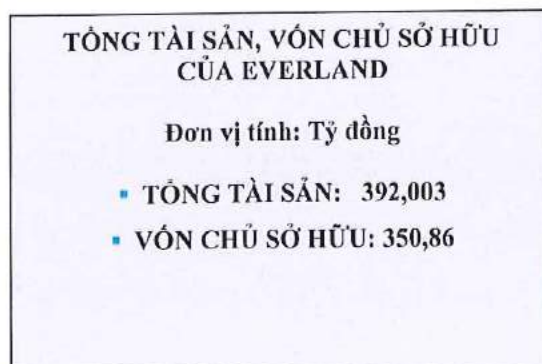 TỔNG TÀI SẢN, VỐN CHỦ SỞ HỮU
CỦA EVERLAND
Đơn vị tính: Tỷ đồng
▪ TỔNG TÀI SẢN: 392,003
▪ VỐN CHỦ SỞ HỮU: 350,86